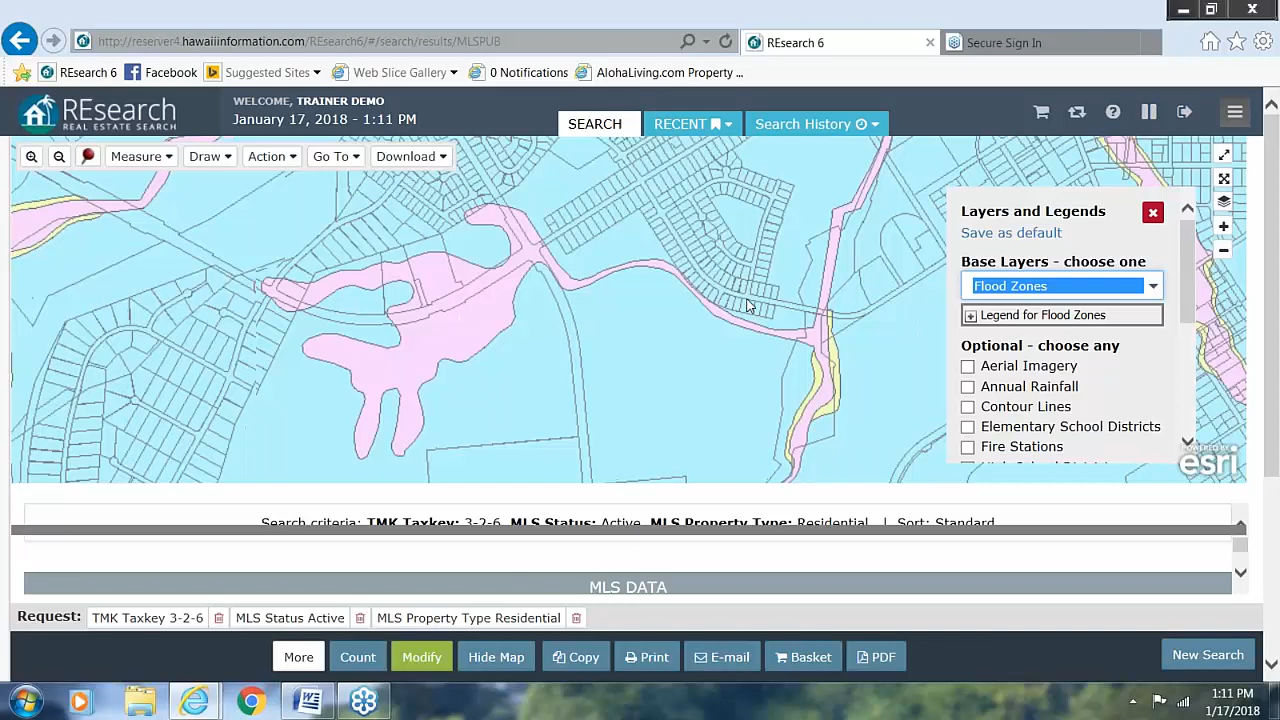 http://reserver4.hawaiiinformation.com/REsearch6/#/search/results/MLSPUB
REsearch 6
Secure Sign In
REsearch 6
Facebook
Suggested Sites
Web Slice Gallery
0 Notifications
AlohaLiving.com Property ...
REsearch
REAL ESTATE SEARCH
WELCOME, TRAINER DEMO
January 17, 2018 - 1:11 PM
SEARCH
RECENT
Search History
Measure
Draw
Action
Go To
Download
Layers and Legends
Save as default
Base Layers - choose one
Flood Zones
Legend for Flood Zones
Optional - choose any
Aerial Imagery
Annual Rainfall
Contour Lines
Elementary School Districts
Fire Stations
POWERED BY
esri
Search criteria: TMK Taxkey: 3-2-6, MLS Status: Active, MLS Property Type: Residential | Sort: Standard
MLS DATA
Request:
TMK Taxkey 3-2-6
MLS Status Active
MLS Property Type Residential
More
Count
Modify
Hide Map
Copy
Print
E-mail
Basket
PDF
New Search
1:11 PM
1/17/2018